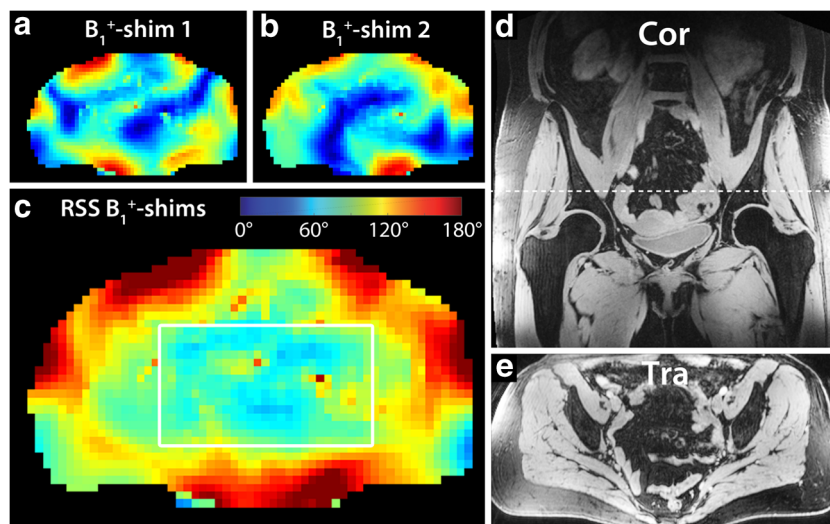 a
B₁⁺-shim 1
b
B₁⁺-shim 2
c
RSS B₁⁺-shims
0° 60° 120° 180°
d
Cor
e
Tra